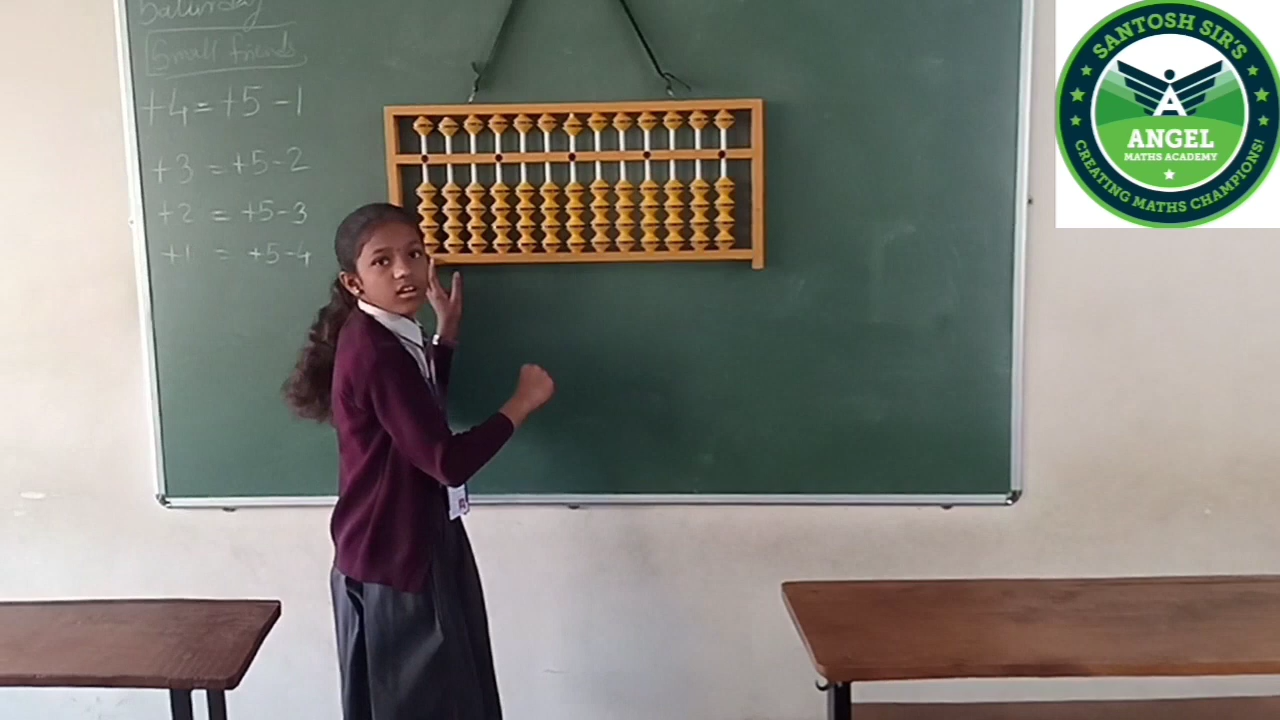 Saturday
Small friends
+4 = +5 - 1
+3 = +5 - 2
+2 = +5 - 3
+1 = +5 - 4
SANTOSH SIR'S
A
ANGEL
MATHS ACADEMY
CREATING MATHS CHAMPIONS!